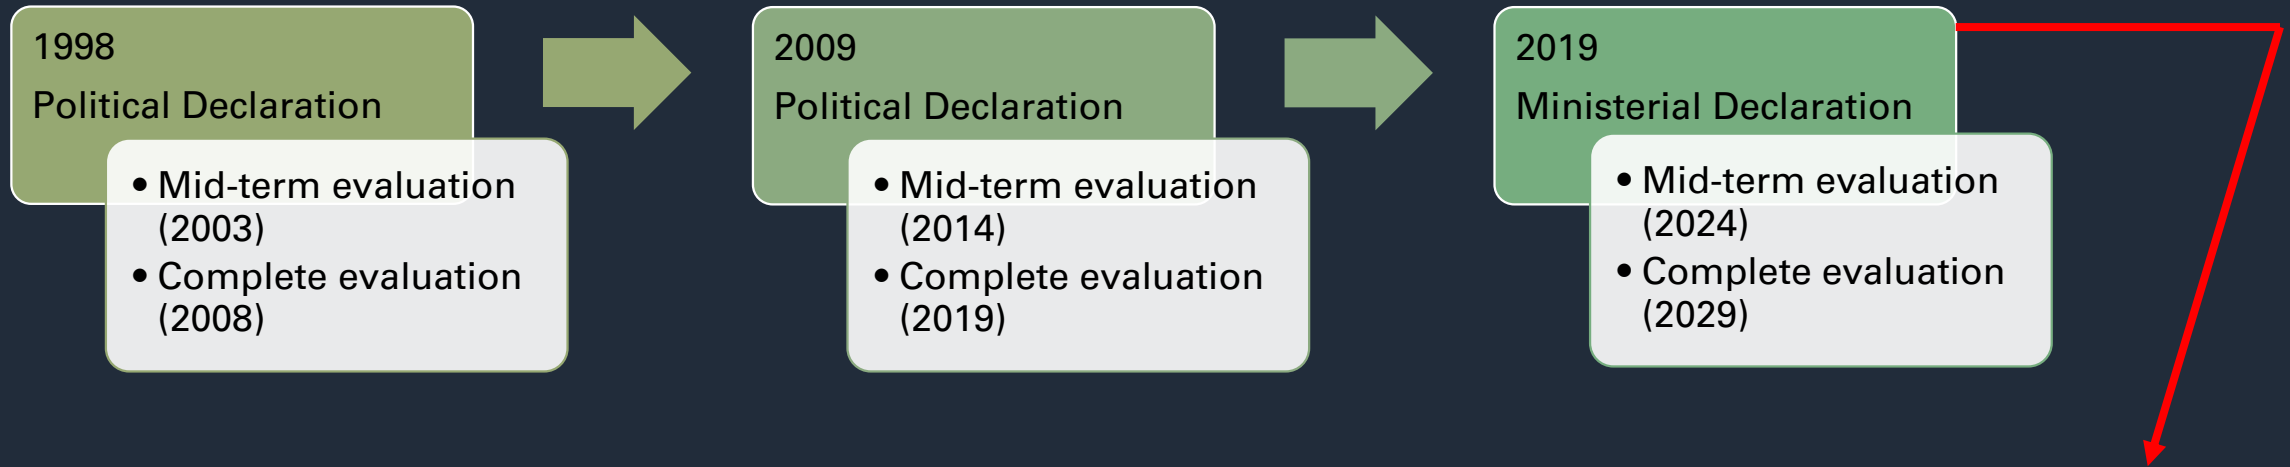 1998
Political Declaration
• Mid-term evaluation
(2003)
• Complete evaluation
(2008)
2009
Political Declaration
• Mid-term evaluation
(2014)
• Complete evaluation
(2019)
2019
Ministerial Declaration
• Mid-term evaluation
(2024)
• Complete evaluation
(2029)